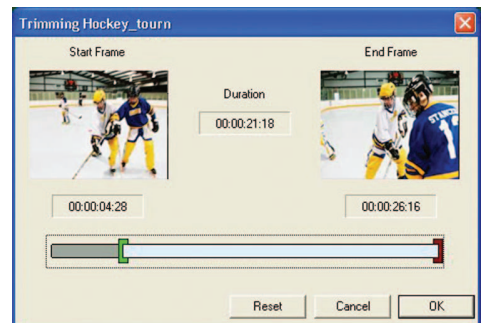 Trimming Hockey_tourn
Start Frame
End Frame
Duration
00:00:21:18
00:00:04:28
00:00:26:16
Reset
Cancel
OK